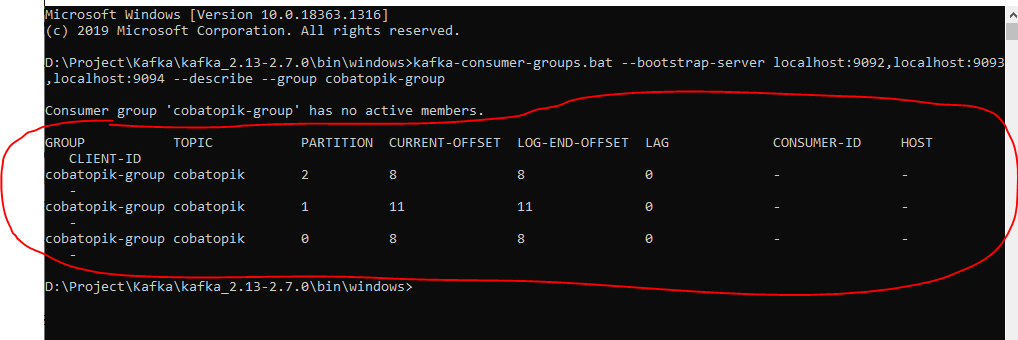 Microsoft Windows [Version 10.0.18363.1316]
(c) 2019 Microsoft Corporation. All rights reserved.
D:\Project\Kafka\kafka_2.13-2.7.0\bin\windows>kafka-consumer-groups.bat --bootstrap-server localhost:9092,localhost:9093
,localhost:9094 --describe --group cobatopik-group
Consumer group 'cobatopik-group' has no active members.
GROUP           TOPIC           PARTITION  CURRENT-OFFSET  LOG-END-OFFSET  LAG             CONSUMER-ID     HOST
   CLIENT-ID
cobatopik-group cobatopik       2          8               8               0               -               -
   -
cobatopik-group cobatopik       1          11              11              0               -               -
   -
cobatopik-group cobatopik       0          8               8               0               -               -
   -
D:\Project\Kafka\kafka_2.13-2.7.0\bin\windows>